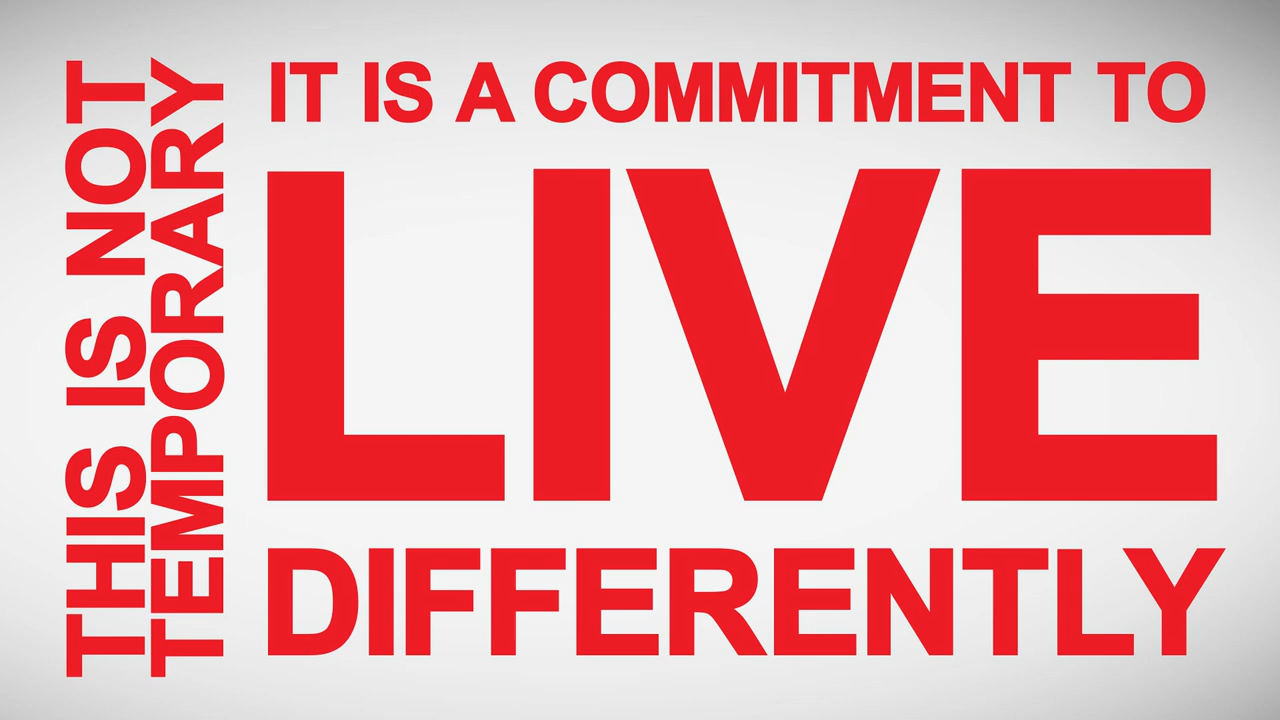 THIS IS NOT
TEMPORARY
IT IS A COMMITMENT TO
LIVE
DIFFERENTLY